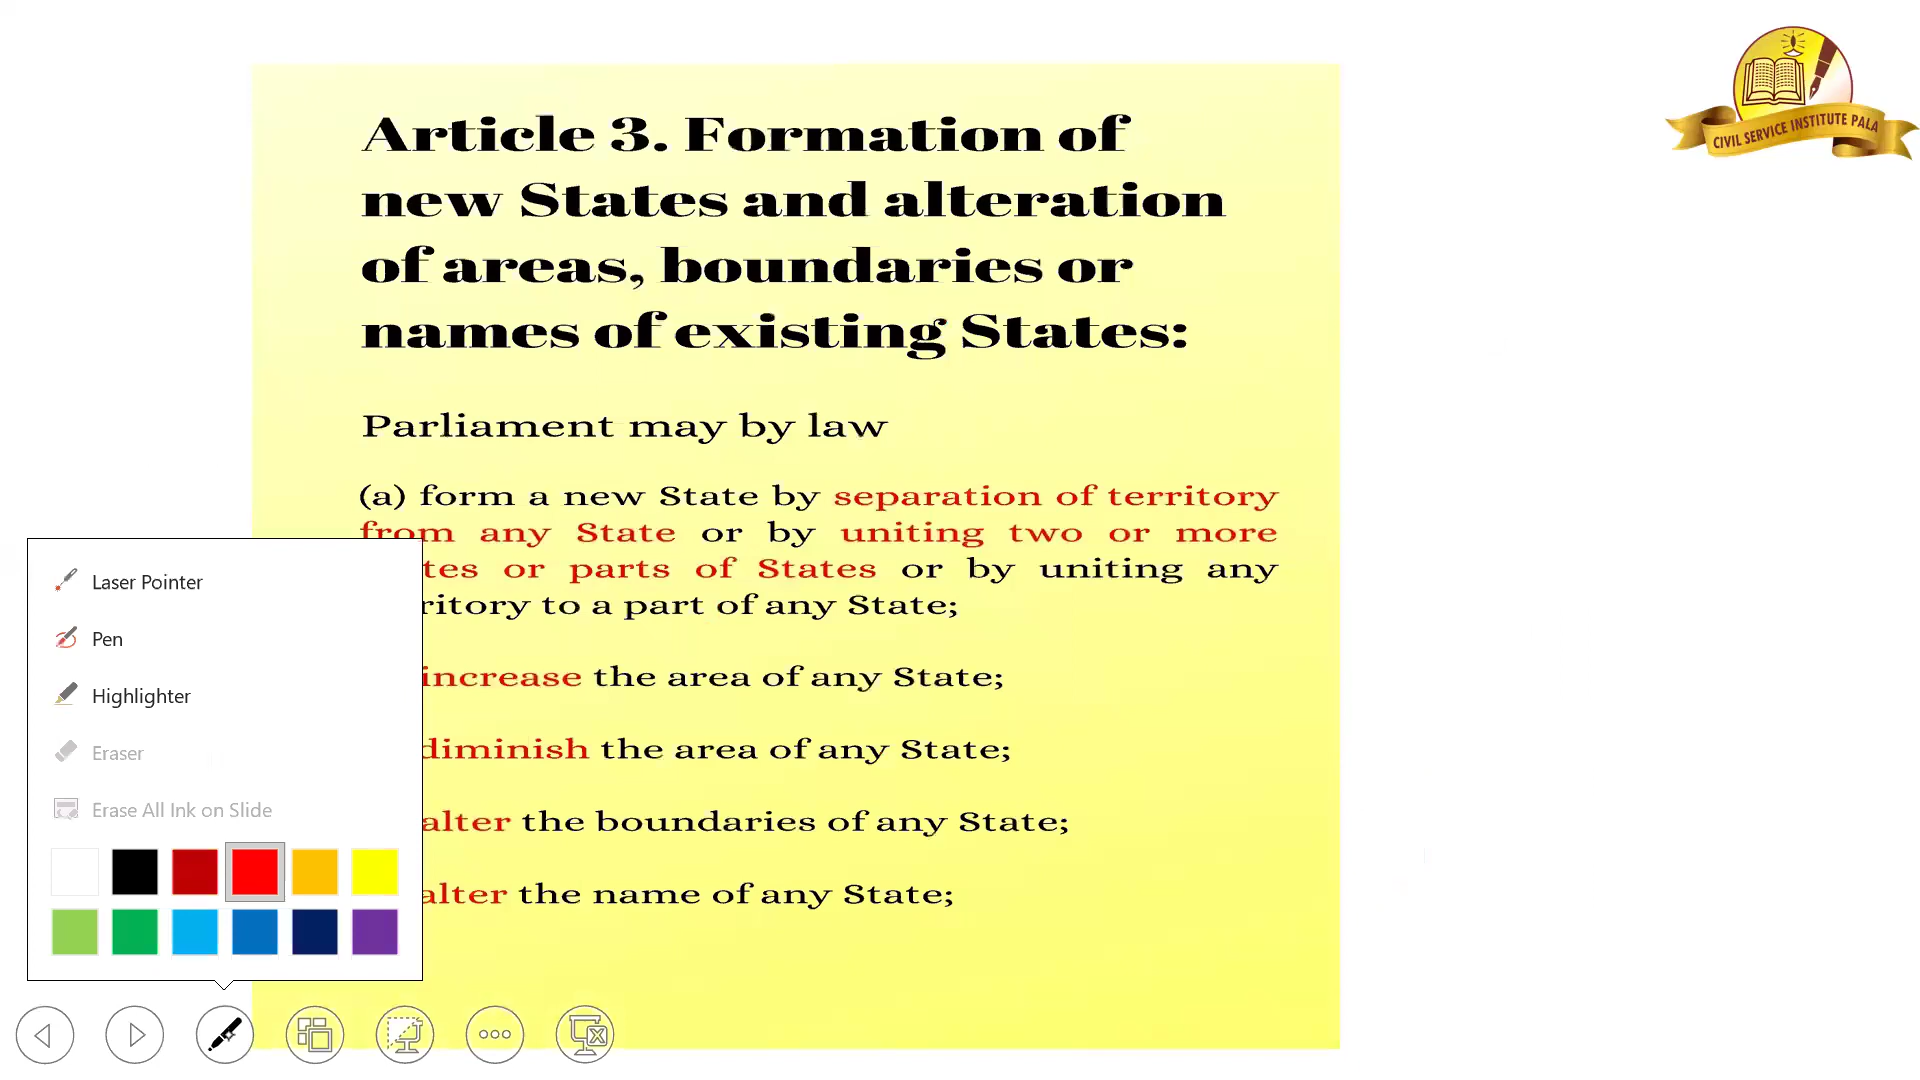 CIVIL SERVICE INSTITUTE PALA
Article 3. Formation of
new States and alteration
of areas, boundaries or
names of existing States:
Parliament may by law
(a) form a new State by separation of territory
from any State or by uniting two or more
tes or parts of States or by uniting any
ritory to a part of any State;
increase the area of any State;
diminish the area of any State;
alter the boundaries of any State;
alter the name of any State;
Laser Pointer
Pen
Highlighter
Eraser
Erase All Ink on Slide